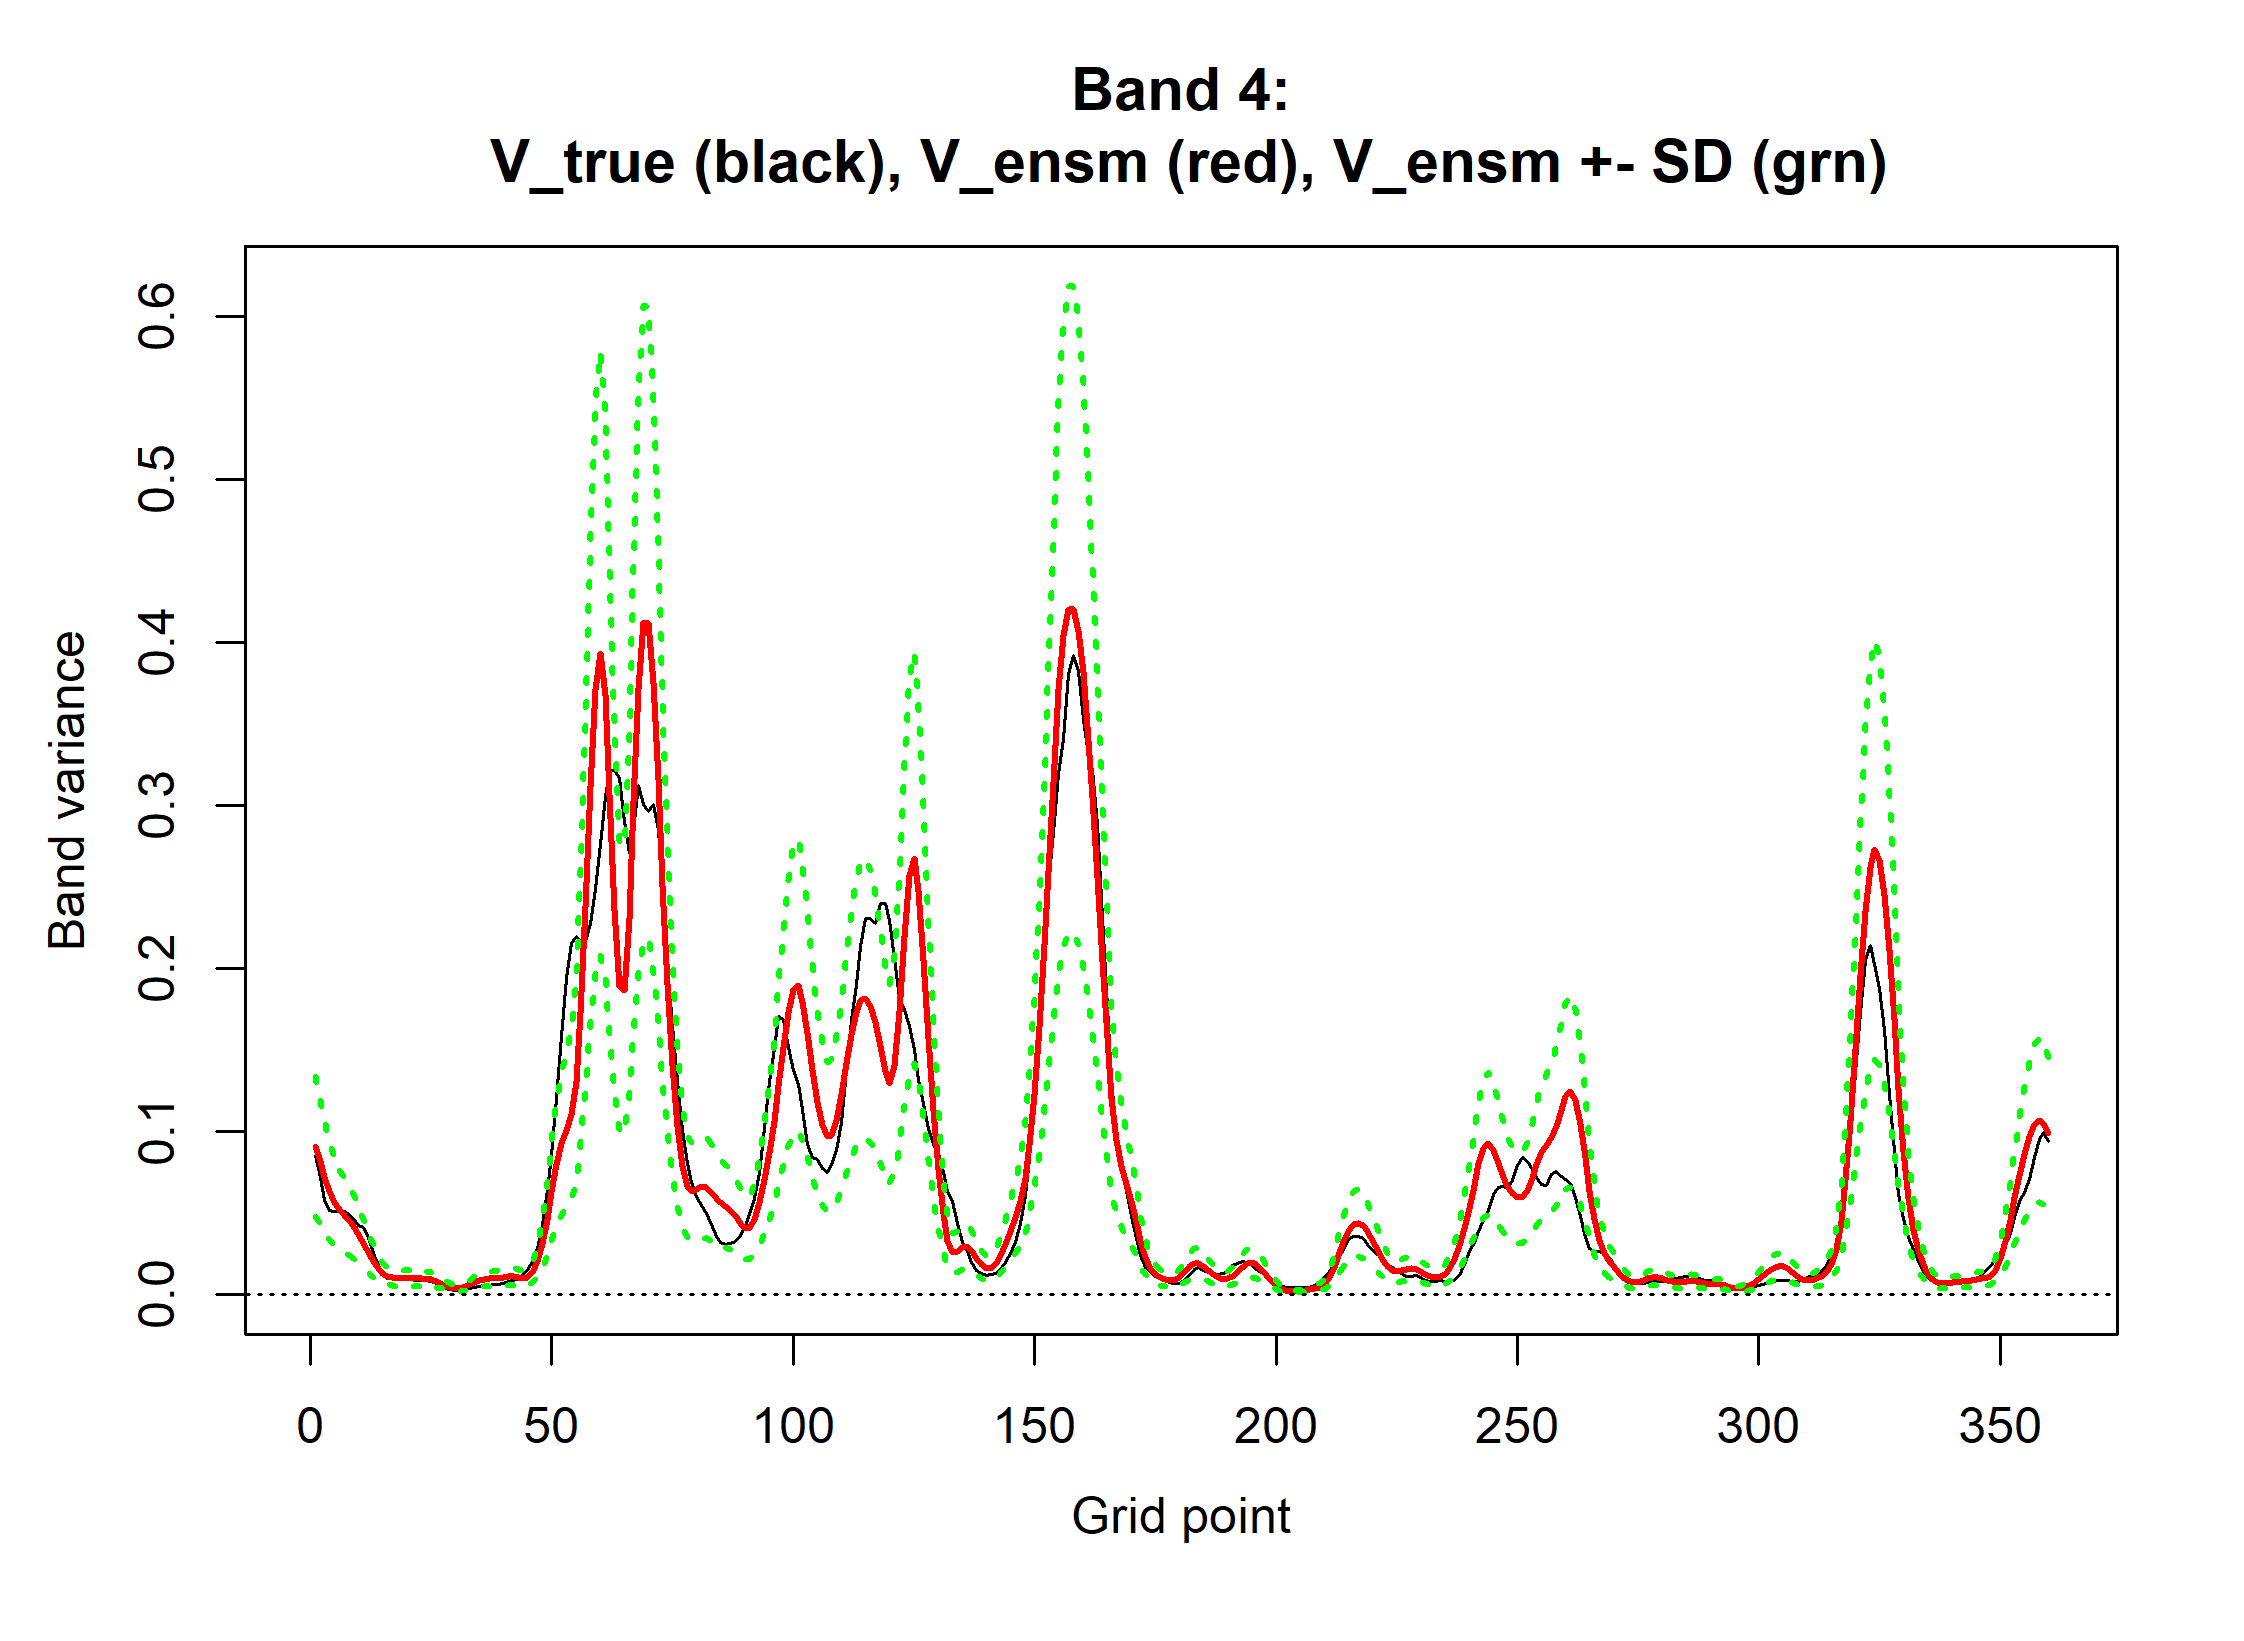 Band 4:
V_true (black), V_ensm (red), V_ensm +- SD (grn)
Band variance
0.6
0.5
0.4
0.3
0.2
0.1
0.0
0 50 100 150 200 250 300 350
Grid point